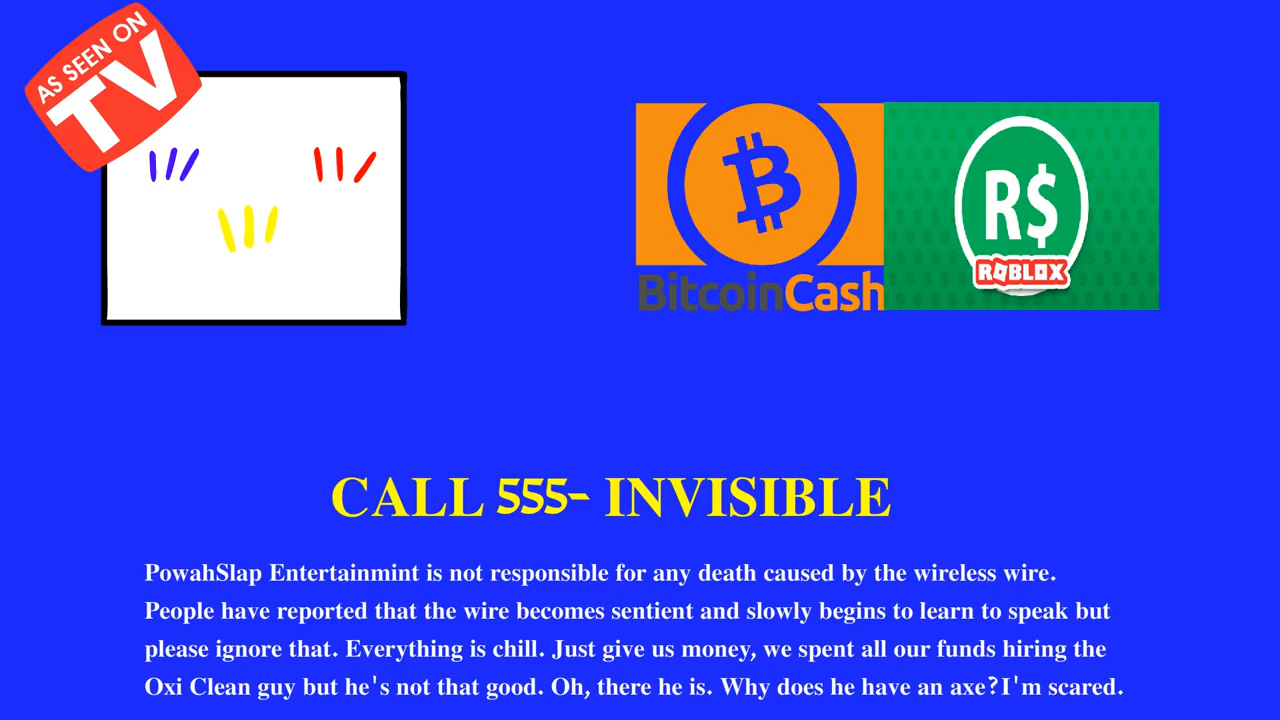 AS SEEN ON
TV
BitcoinCash
R$
ROBLOX
CALL 555- INVISIBLE
PowahSlap Entertainmint is not responsible for any death caused by the wireless wire.
People have reported that the wire becomes sentient and slowly begins to learn to speak but
please ignore that. Everything is chill. Just give us money, we spent all our funds hiring the
Oxi Clean guy but he's not that good. Oh, there he is. Why does he have an axe?I'm scared.